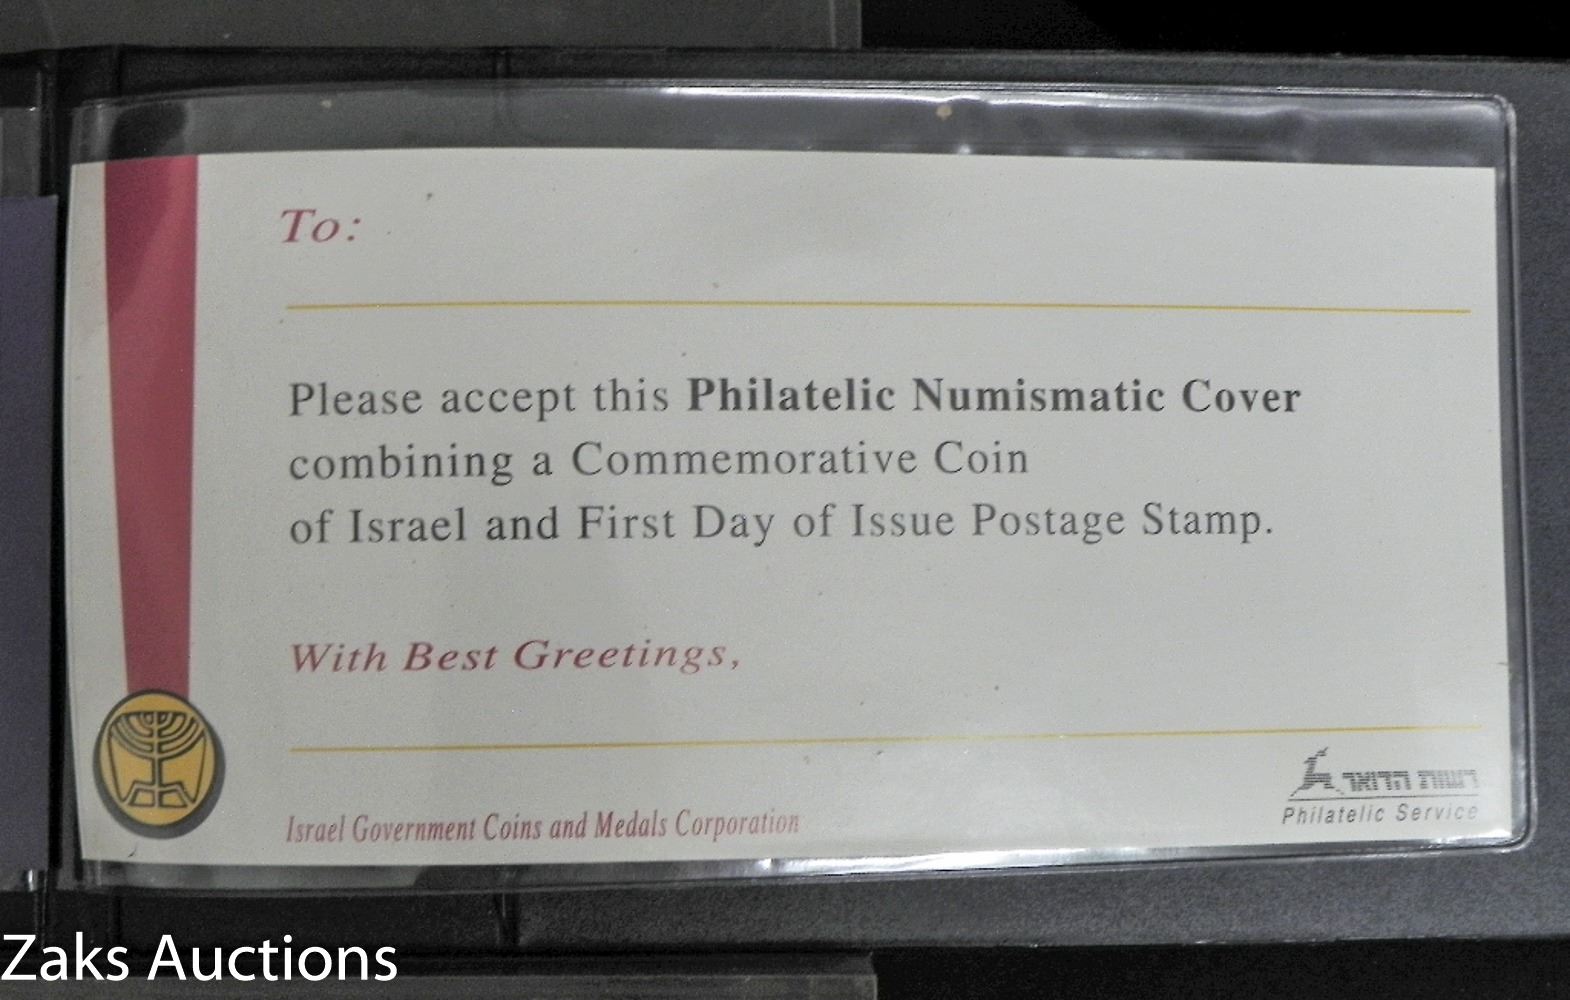 To:
Please accept this Philatelic Numismatic Cover
combining a Commemorative Coin
of Israel and First Day of Issue Postage Stamp.
With Best Greetings,
Israel Government Coins and Medals Corporation
רשות הדואר
Philatelic Service
Zaks Auctions